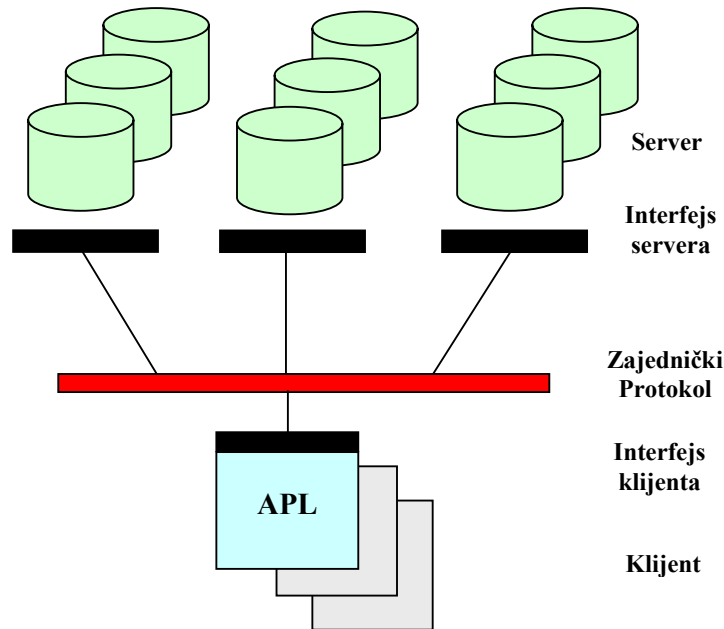 Server
Interfejs
servera
Zajednički
Protokol
Interfejs
klijenta
APL
Klijent